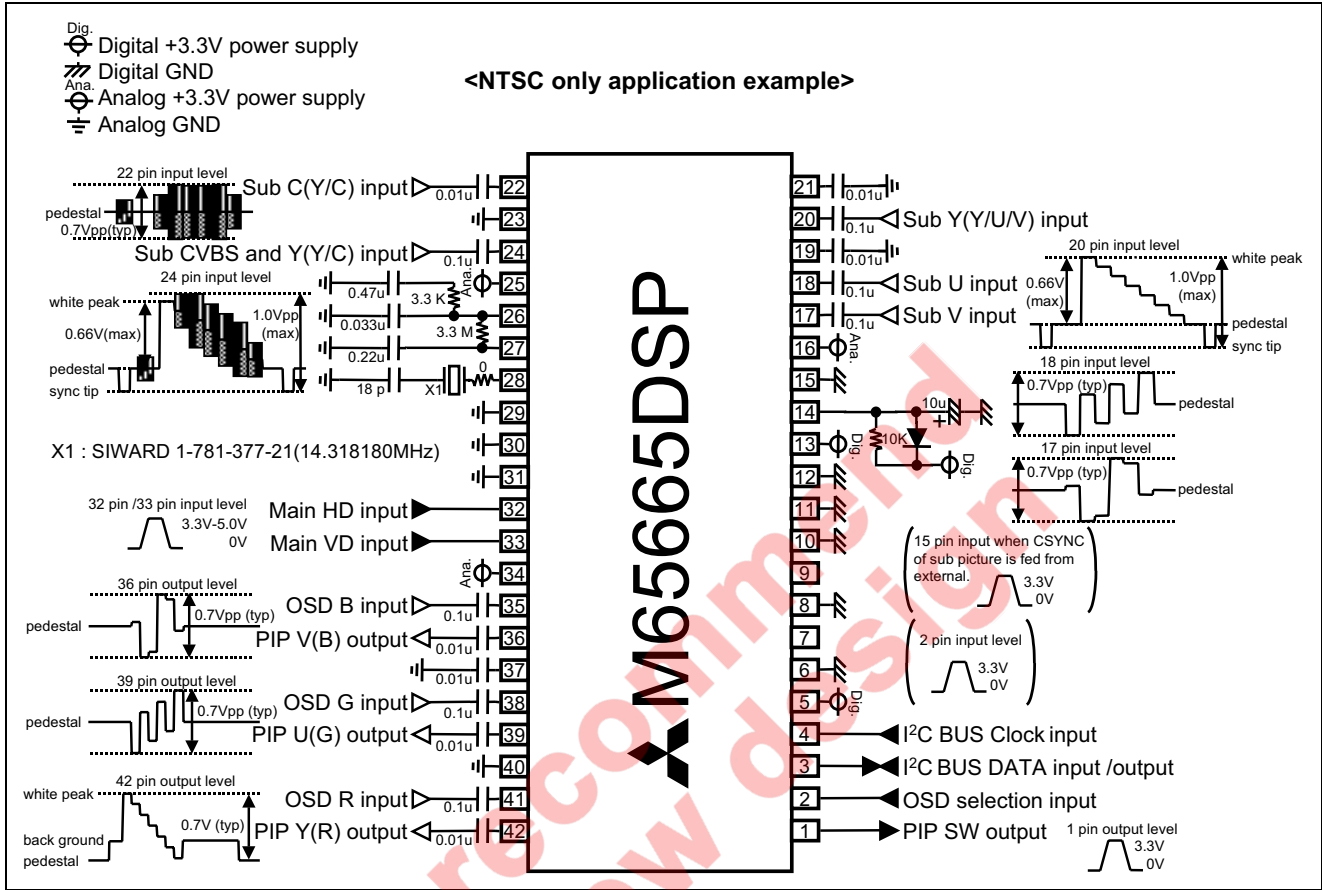 Dig.
Digital +3.3V power supply
Digital GND
Ana.
Analog +3.3V power supply
Analog GND
<NTSC only application example>
22 pin input level
pedestal
0.7Vpp(typ)
Sub C(Y/C) input
0.01u
22
23
Sub CVBS and Y(Y/C) input
0.1u
24
24 pin input level
white peak
0.66V(max)
1.0Vpp
(max)
pedestal
sync tip
Ana.
25
0.47u
3.3 K
26
0.033u
3.3 M
27
0.22u
0
28
18 p
X1
29
30
X1 : SIWARD 1-781-377-21(14.318180MHz)
31
32 pin /33 pin input level
3.3V-5.0V
0V
Main HD input
32
Main VD input
33
Ana.
34
36 pin output level
pedestal
0.7Vpp (typ)
OSD B input
0.1u
35
PIP V(B) output
0.01u
36
0.01u
37
39 pin output level
pedestal
0.7Vpp (typ)
OSD G input
0.1u
38
PIP U(G) output
0.01u
39
40
42 pin output level
white peak
back ground
pedestal
0.7V (typ)
OSD R input
0.1u
41
PIP Y(R) output
0.01u
42
M65665DSP
21
0.01u
20
0.1u
Sub Y(Y/U/V) input
19
0.01u
18
0.1u
Sub U input
17
0.1u
Sub V input
20 pin input level
white peak
0.66V
(max)
1.0Vpp
(max)
pedestal
sync tip
16
Ana.
15
18 pin input level
0.7Vpp (typ)
pedestal
14
10u
+
10K
13
Dig.
Dig.
17 pin input level
0.7Vpp (typ)
pedestal
12
11
10
9
8
15 pin input when CSYNC
of sub picture is fed from
external.
3.3V
0V
7
6
5
Dig.
2 pin input level
3.3V
0V
4
I²C BUS Clock input
3
I²C BUS DATA input /output
2
OSD selection input
1
PIP SW output
1 pin output level
3.3V
0V
recommend
new design